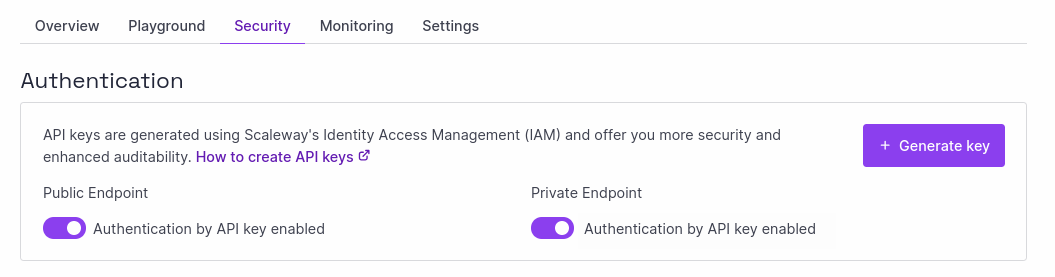 Overview Playground Security Monitoring Settings
Authentication
API keys are generated using Scaleway's Identity Access Management (IAM) and offer you more security and
enhanced auditability. How to create API keys
+ Generate key
Public Endpoint Private Endpoint
Authentication by API key enabled Authentication by API key enabled